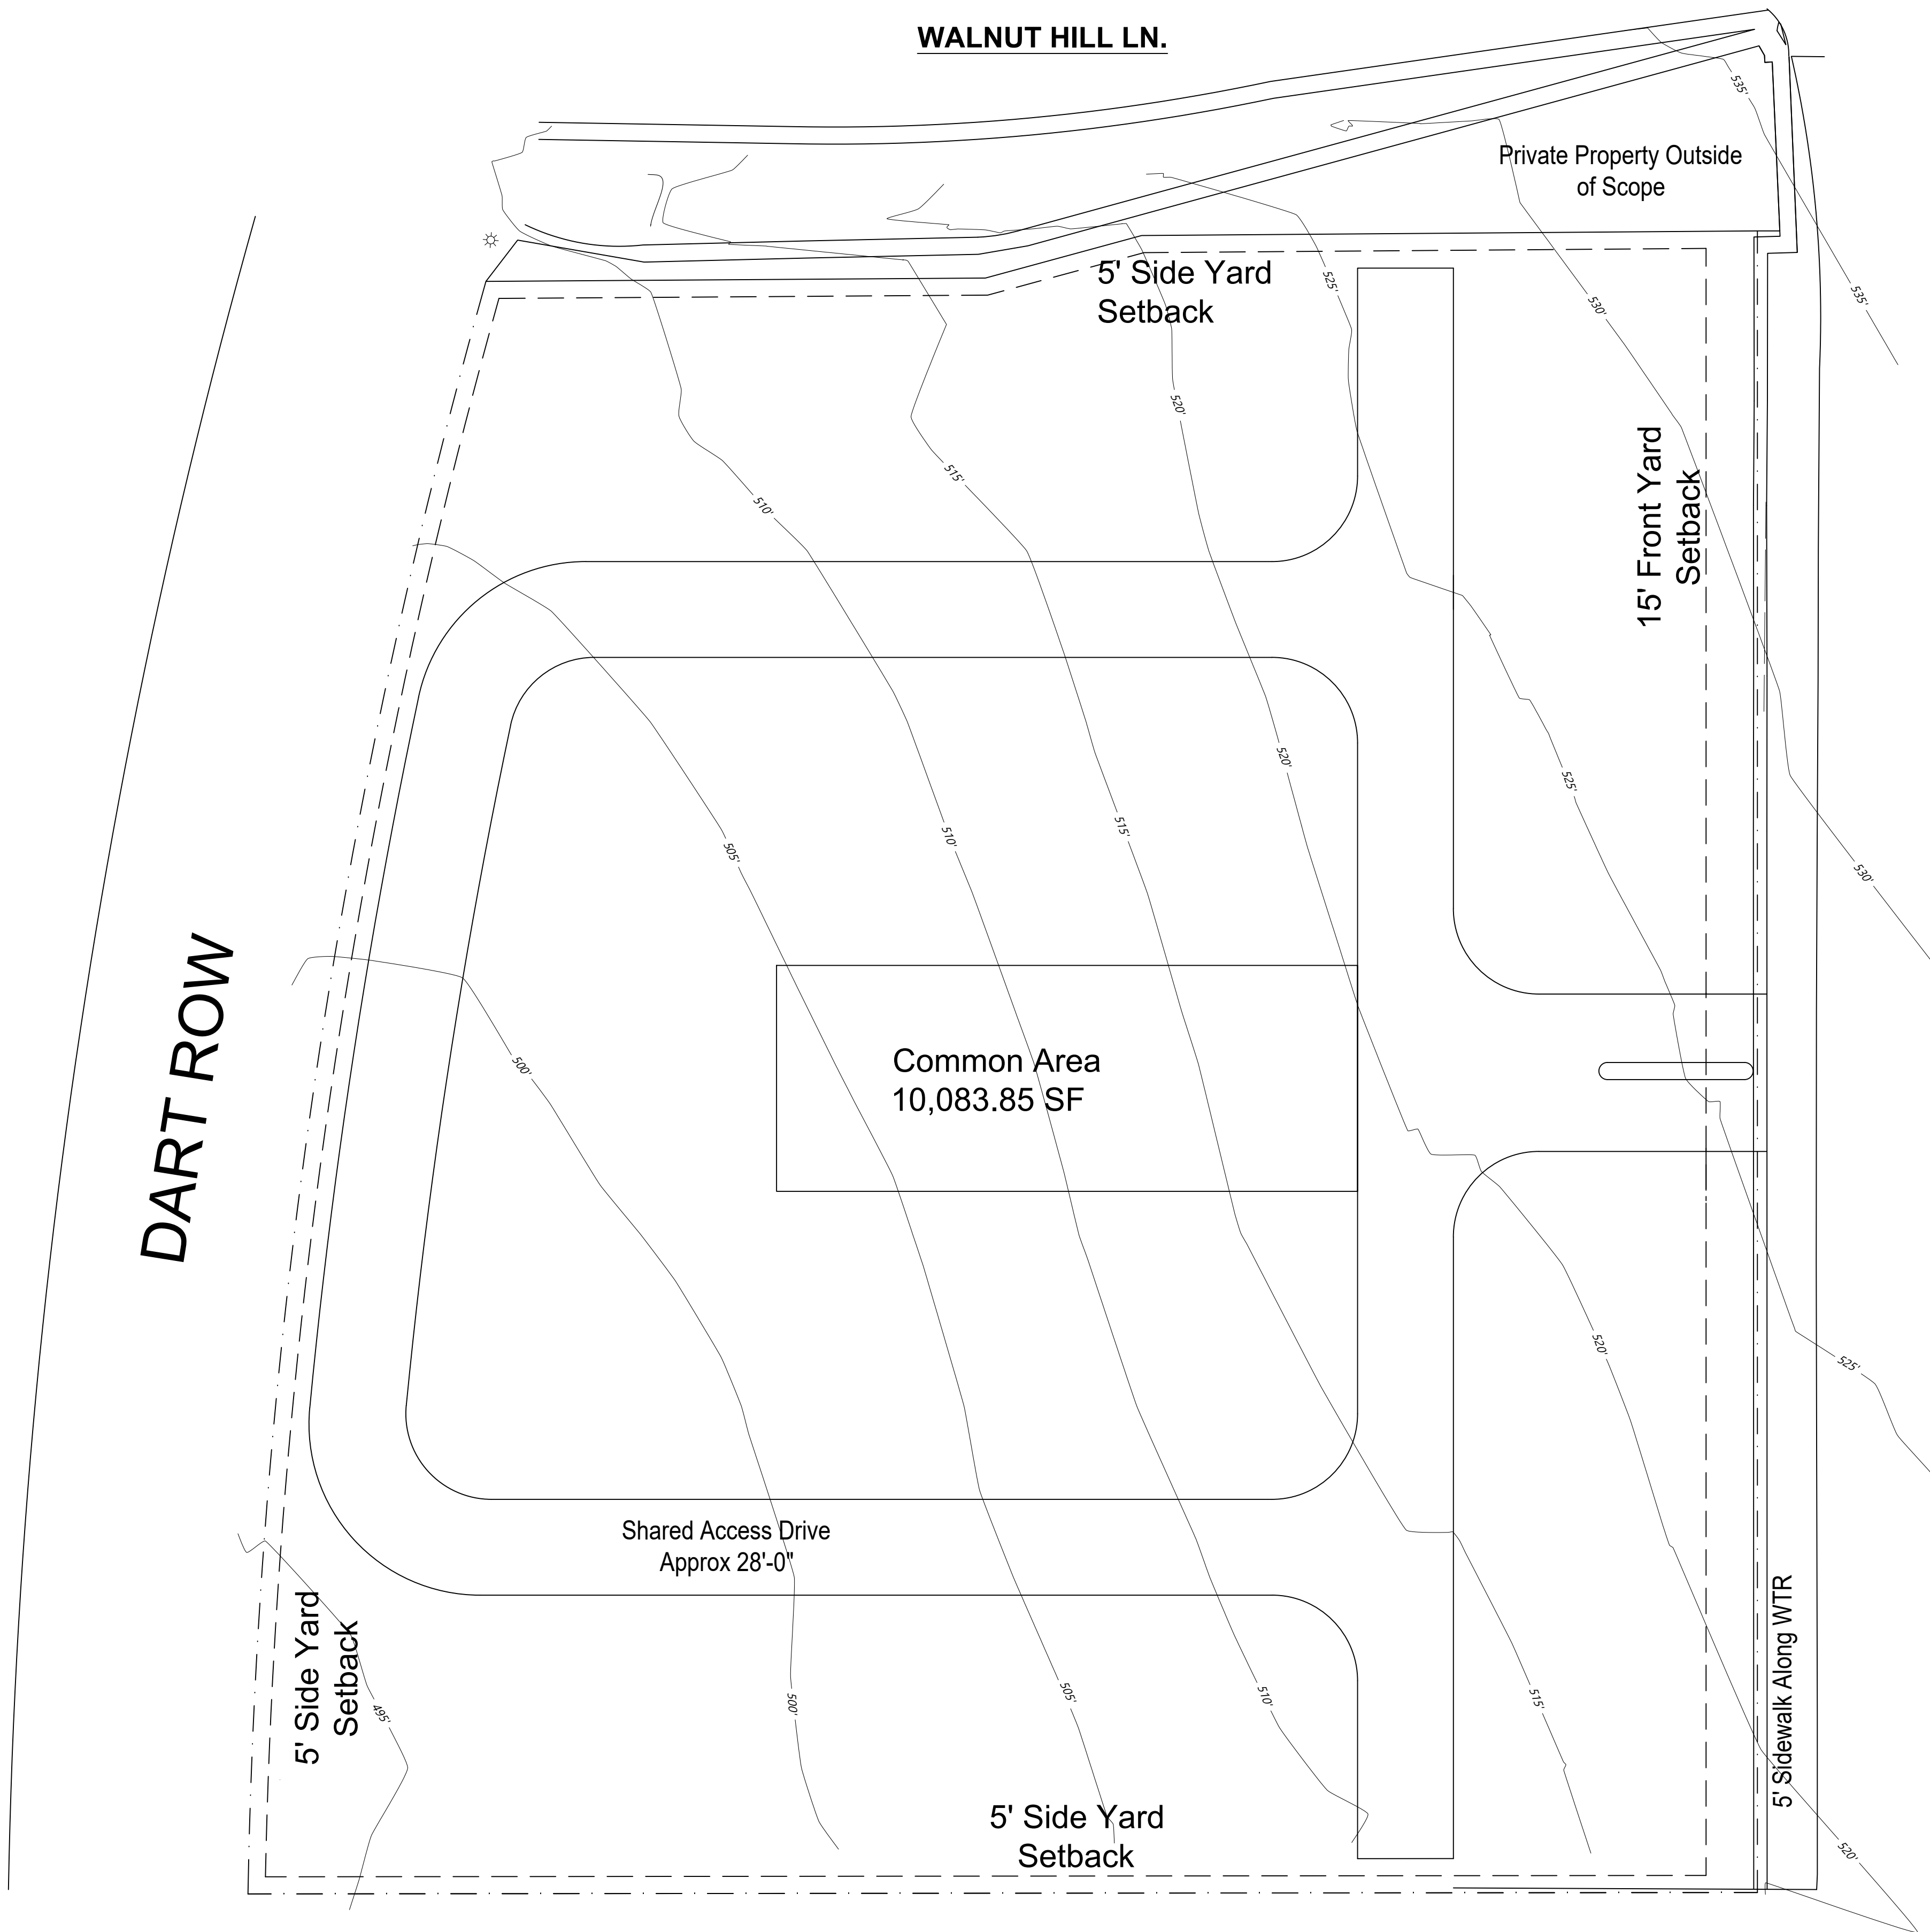 WALNUT HILL LN.
535'
Private Property Outside
of Scope
5' Side Yard
Setback
525'
530'
535'
520'
15' Front Yard
Setback
515'
510'
520'
525'
515'
510'
505'
530'
DART ROW
500'
Common Area
10,083.85 SF
520'
525'
Shared Access Drive
Approx 28'-0"
5' Side Yard
Setback
495'
500'
505'
510'
515'
5' Sidewalk Along WTR
5' Side Yard
Setback
520'